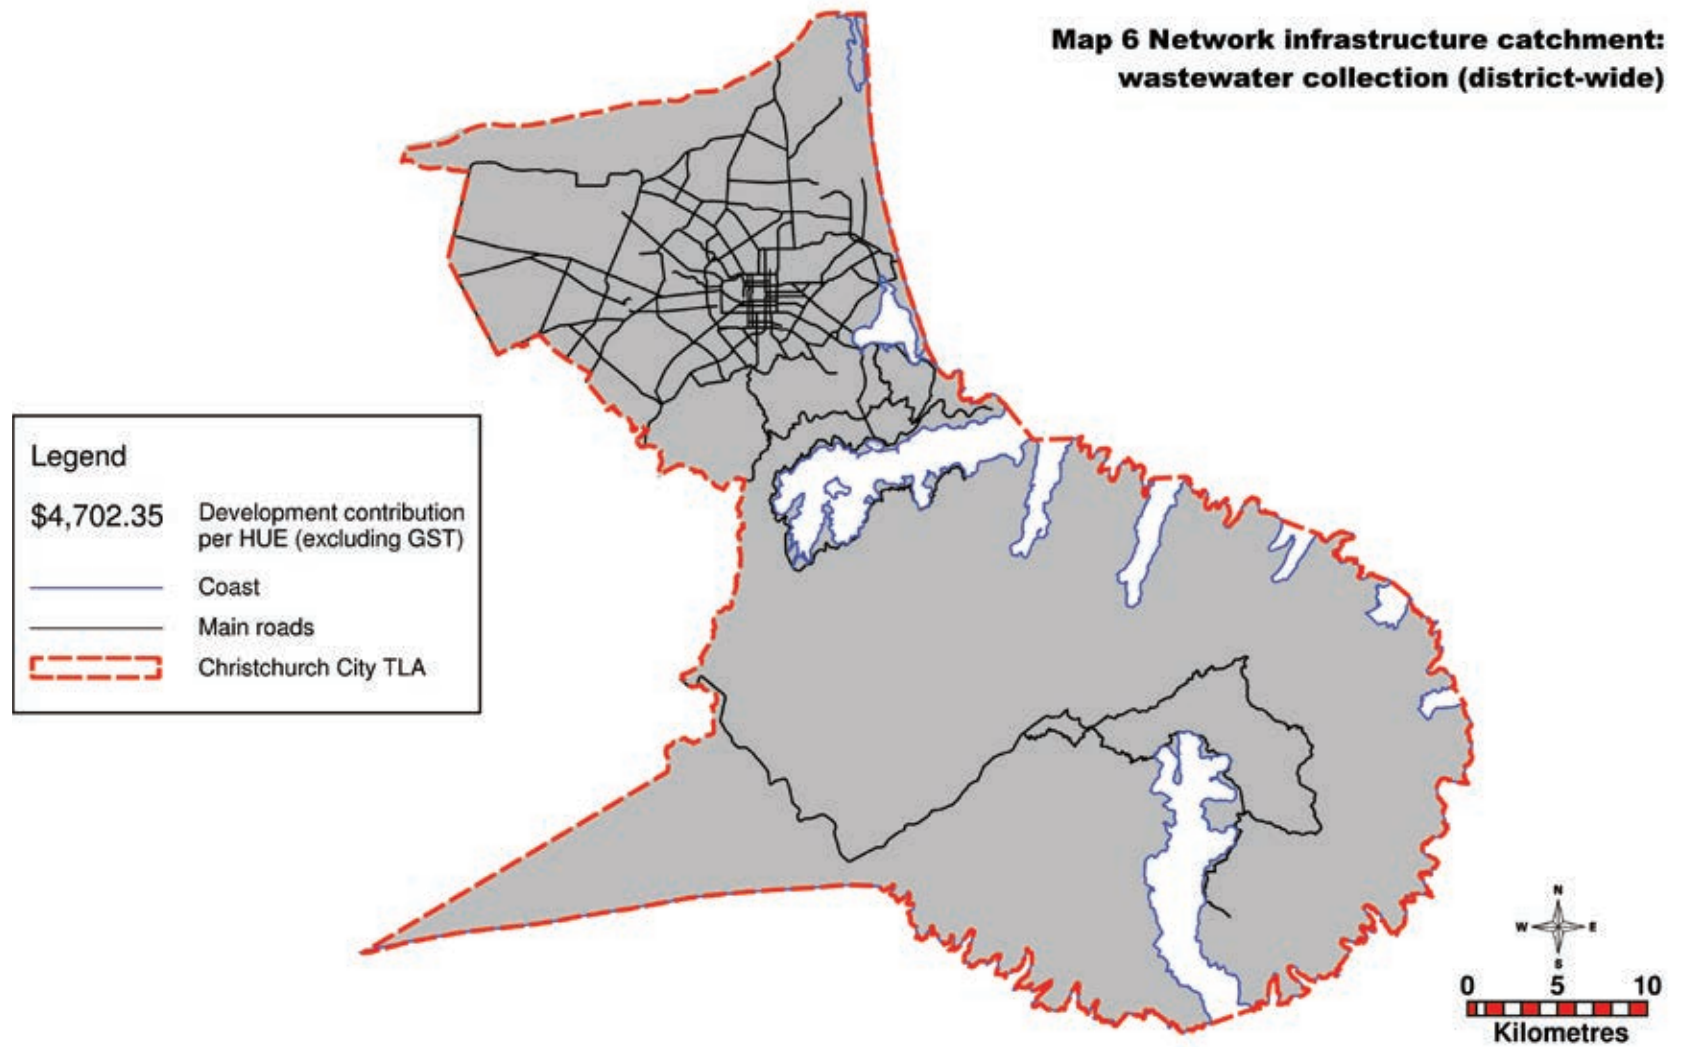 Map 6 Network infrastructure catchment:
wastewater collection (district-wide)
Legend
$4,702.35 Development contribution
per HUE (excluding GST)
Coast
Main roads
Christchurch City TLA
N
W E
S
0 5 10
Kilometres